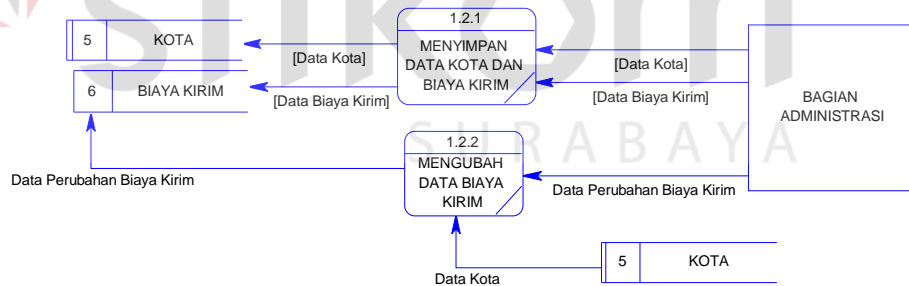 stikom
SURABAYA
1.2.1
5 KOTA
MENYIMPAN
DATA KOTA DAN
BIAYA KIRIM
[Data Kota]
[Data Kota]
6 BIAYA KIRIM
[Data Biaya Kirim]
[Data Biaya Kirim]
BAGIAN
ADMINISTRASI
1.2.2
MENGUBAH
DATA BIAYA
KIRIM
Data Perubahan Biaya Kirim
Data Perubahan Biaya Kirim
5 KOTA
Data Kota